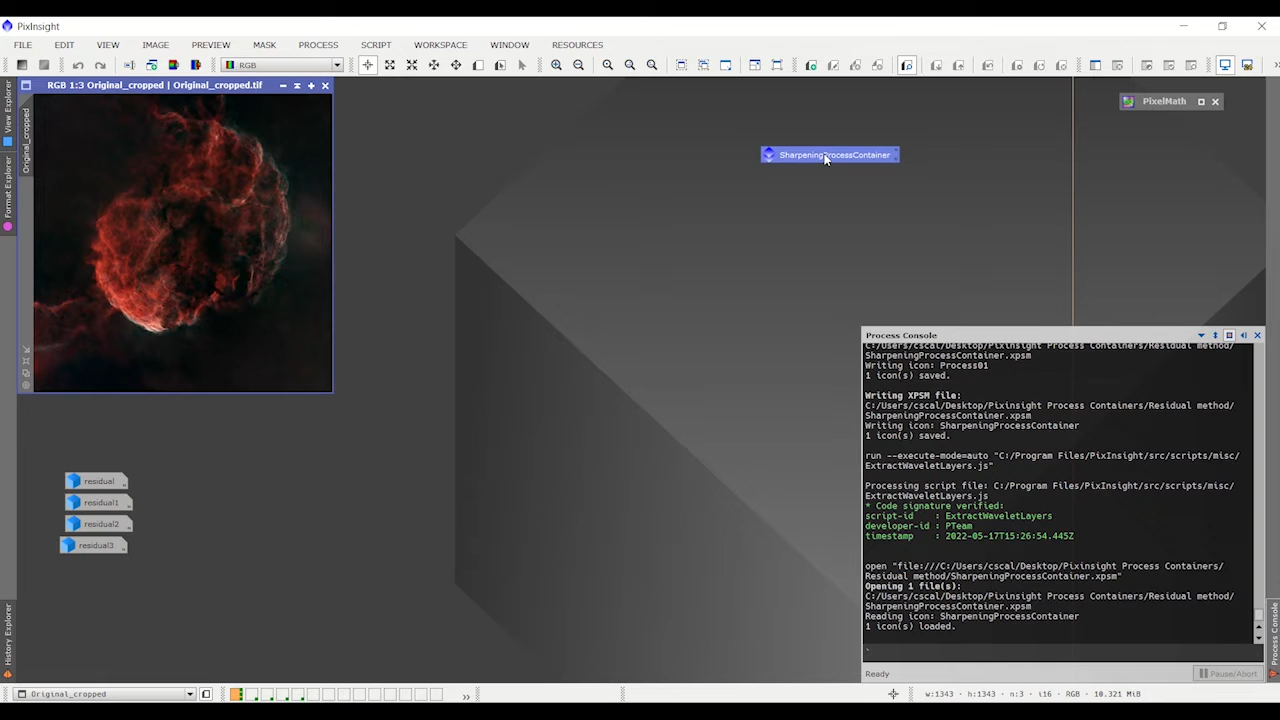 PixInsight
FILE EDIT VIEW IMAGE PREVIEW MASK PROCESS SCRIPT WORKSPACE WINDOW RESOURCES
RGB
RGB 1:3 Original_cropped | Original_cropped.tif
Original_cropped
View Explorer
Format Explorer
History Explorer
PixelMath
SharpeningProcessContainer
residual
residual1
residual2
residual3
Process Console
C:/Users/cscal/Desktop/Pixinsight Process Containers/Residual method/
SharpeningProcessContainer.xpsm
Writing icon: Process01
1 icon(s) saved.
Writing XPSM file:
C:/Users/cscal/Desktop/Pixinsight Process Containers/Residual method/
SharpeningProcessContainer.xpsm
Writing icon: SharpeningProcessContainer
1 icon(s) saved.
run --execute-mode=auto "C:/Program Files/PixInsight/src/scripts/misc/
ExtractWaveletLayers.js"
Processing script file: C:/Program Files/PixInsight/src/scripts/misc/
ExtractWaveletLayers.js
* Code signature verified:
script-id : ExtractWaveletLayers
developer-id : PTeam
timestamp : 2022-05-17T15:26:54.445Z
open "file:///C:/Users/cscal/Desktop/Pixinsight Process Containers/
Residual method/SharpeningProcessContainer.xpsm"
Opening 1 file(s):
C:/Users/cscal/Desktop/Pixinsight Process Containers/Residual method/
SharpeningProcessContainer.xpsm
Reading icon: SharpeningProcessContainer
1 icon(s) loaded.
Ready
Pause/Abort
Process Console
Original_cropped
w:1343 · h:1343 · n:3 · i16 · RGB · 10.321 MiB